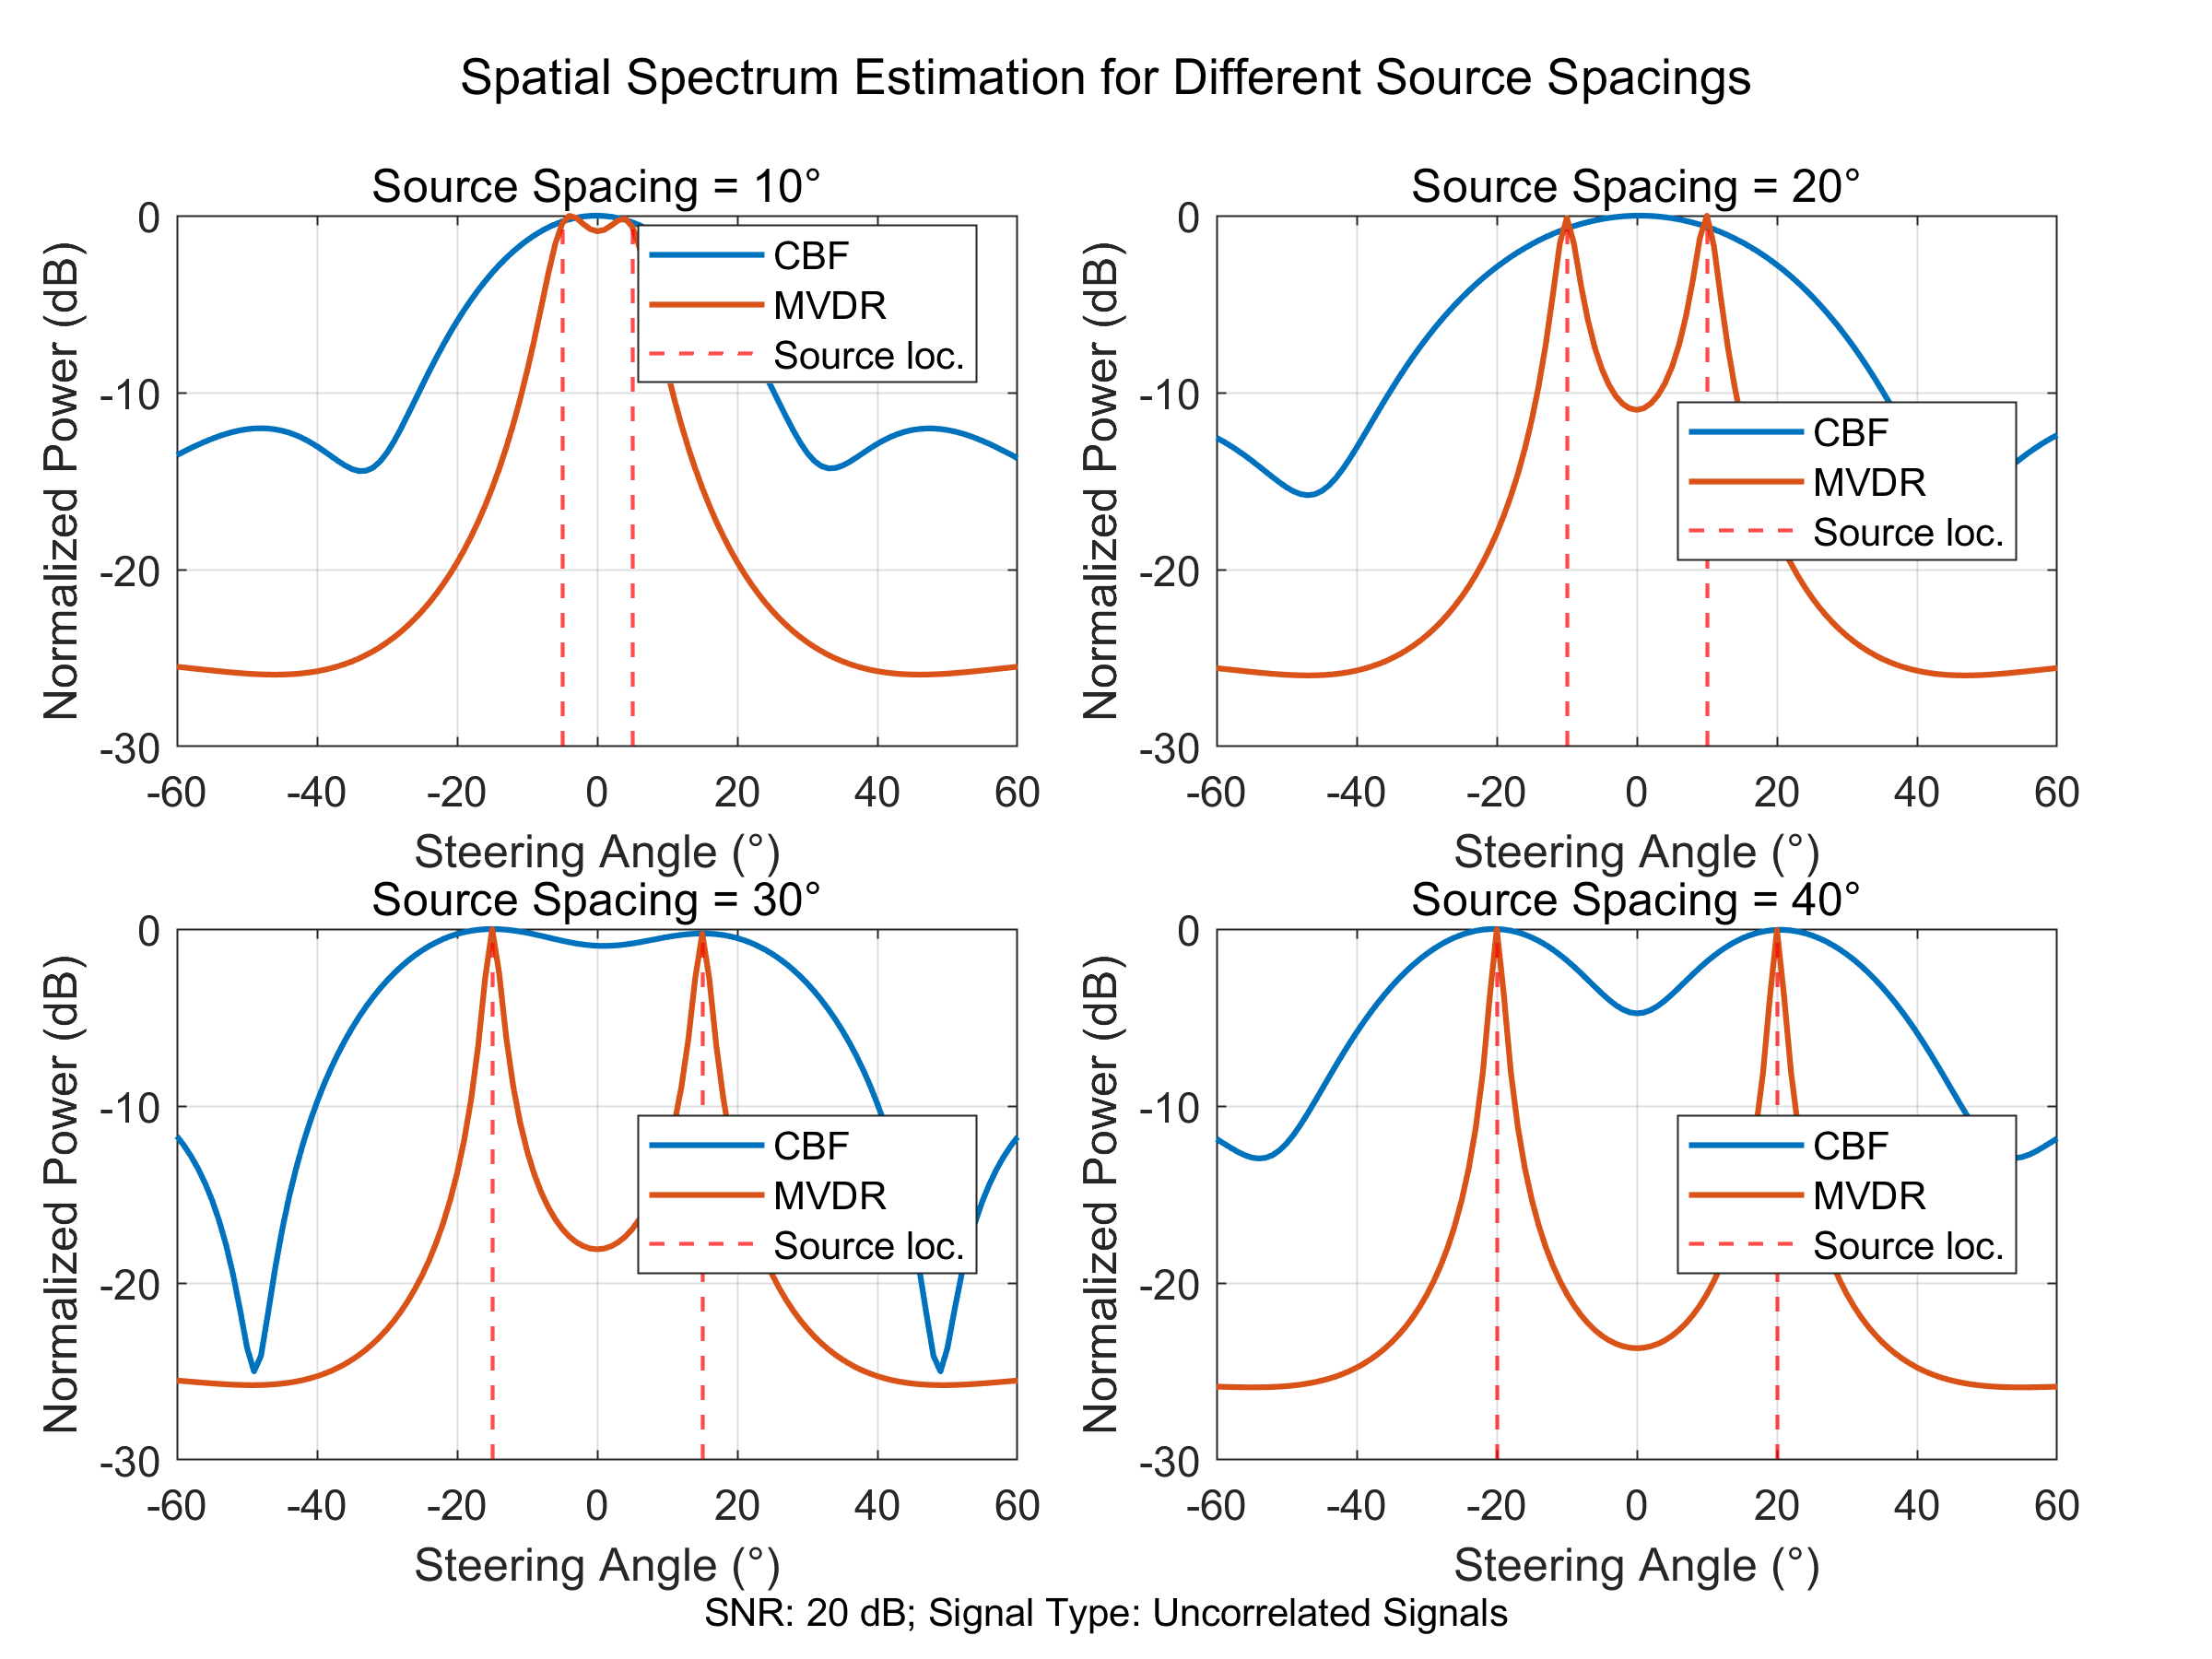 Spatial Spectrum Estimation for Different Source Spacings
Source Spacing = 10°
Normalized Power (dB)
0
-10
-20
-30
-60 -40 -20 0 20 40 60
Steering Angle (°)
CBF
MVDR
Source loc.
Source Spacing = 20°
Normalized Power (dB)
0
-10
-20
-30
-60 -40 -20 0 20 40 60
Steering Angle (°)
CBF
MVDR
Source loc.
Source Spacing = 30°
Normalized Power (dB)
0
-10
-20
-30
-60 -40 -20 0 20 40 60
Steering Angle (°)
CBF
MVDR
Source loc.
Source Spacing = 40°
Normalized Power (dB)
0
-10
-20
-30
-60 -40 -20 0 20 40 60
Steering Angle (°)
CBF
MVDR
Source loc.
SNR: 20 dB; Signal Type: Uncorrelated Signals